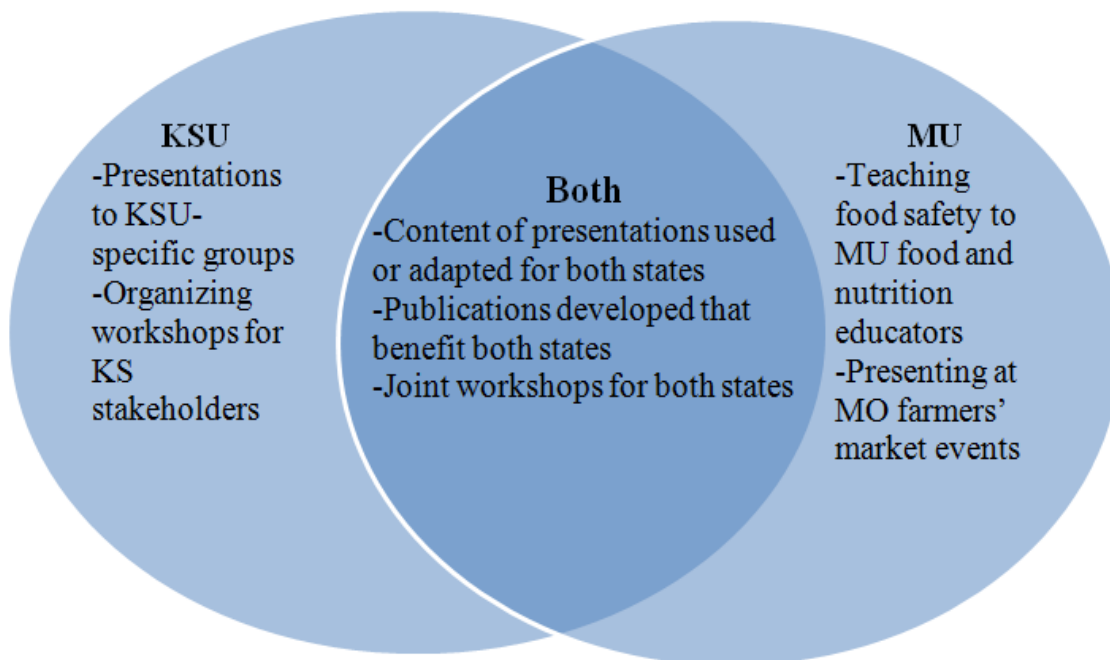 KSU
-Presentations
to KSU-
specific groups
-Organizing
workshops for
KS
stakeholders
Both
-Content of presentations used
or adapted for both states
-Publications developed that
benefit both states
-Joint workshops for both states
MU
-Teaching
food safety to
MU food and
nutrition
educators
-Presenting at
MO farmers’
market events